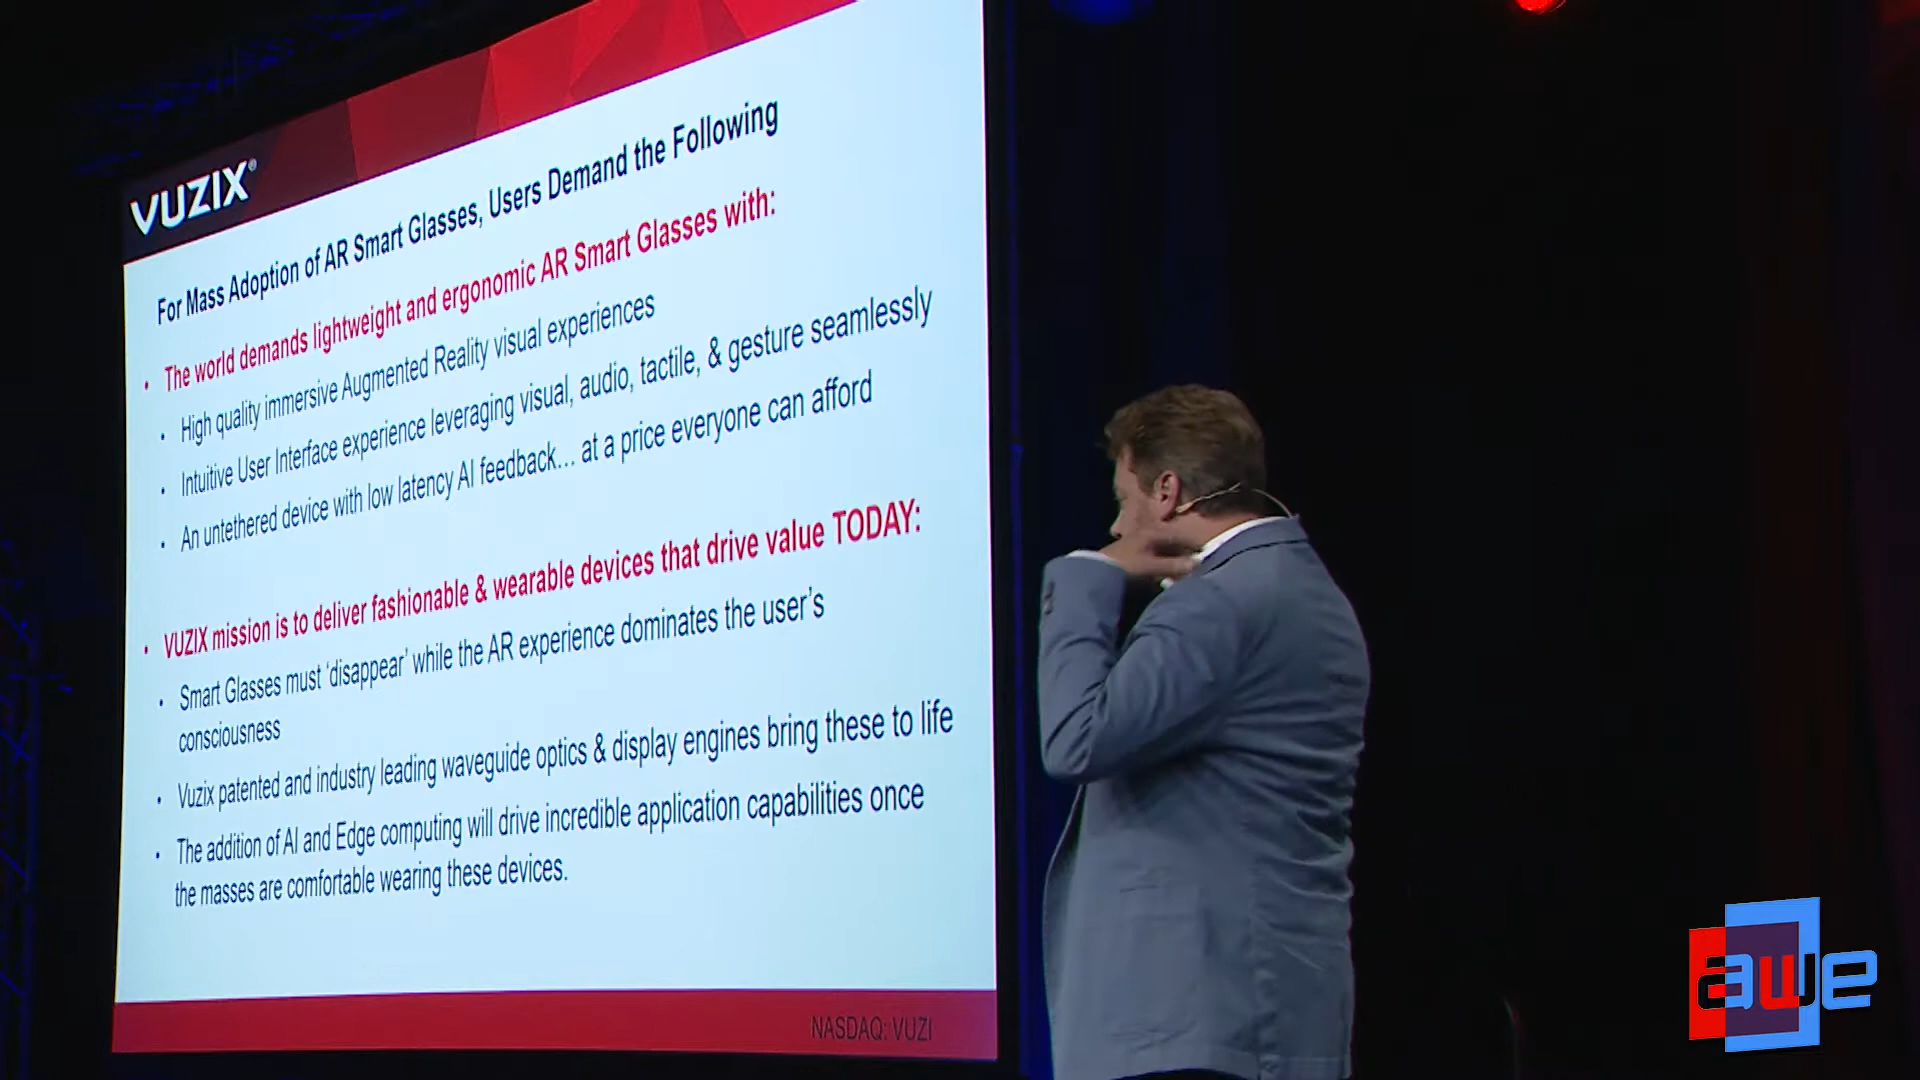 VUZIX®
For Mass Adoption of AR Smart Glasses, Users Demand the Following
• The world demands lightweight and ergonomic AR Smart Glasses with:
• High quality immersive Augmented Reality visual experiences
• Intuitive User Interface experience leveraging visual, audio, tactile, & gesture seamlessly
• An untethered device with low latency AI feedback... at a price everyone can afford
• VUZIX mission is to deliver fashionable & wearable devices that drive value TODAY:
• Smart Glasses must ‘disappear’ while the AR experience dominates the user’s
consciousness
• Vuzix patented and industry leading waveguide optics & display engines bring these to life
• The addition of AI and Edge computing will drive incredible application capabilities once
the masses are comfortable wearing these devices.
NASDAQ: VUZI
awe